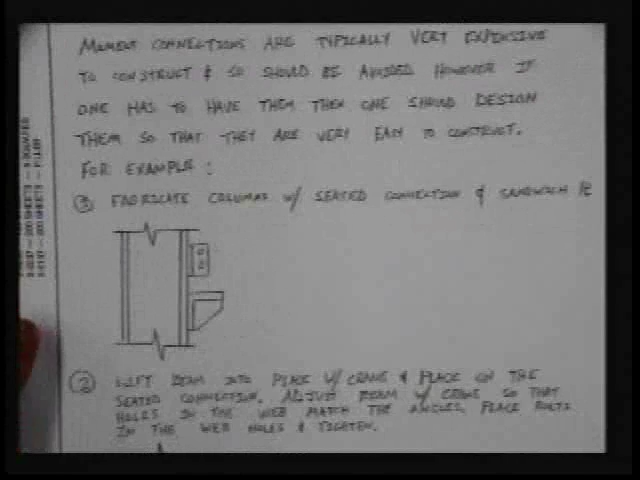 MOMENT CONNECTIONS ARE TYPICALLY VERY EXPENSIVE
TO CONSTRUCT & SO SHOULD BE AVOIDED HOWEVER IF
ONE HAS TO HAVE THEM THEN ONE SHOULD DESIGN
THEM SO THAT THEY ARE VERY EASY TO CONSTRUCT.
FOR EXAMPLE :
① FABRICATE COLUMNS W/ SEATED CONNECTION & SANDWICH PL
② LIFT BEAM INTO PLACE W/ CRANE & PLACE ON THE
SEATED CONNECTION. ADJUST BEAM W/ CRANE SO THAT
HOLES IN THE WEB MATCH THE ANGLES. PLACE BOLTS
IN THE WEB HOLES & TIGHTEN.